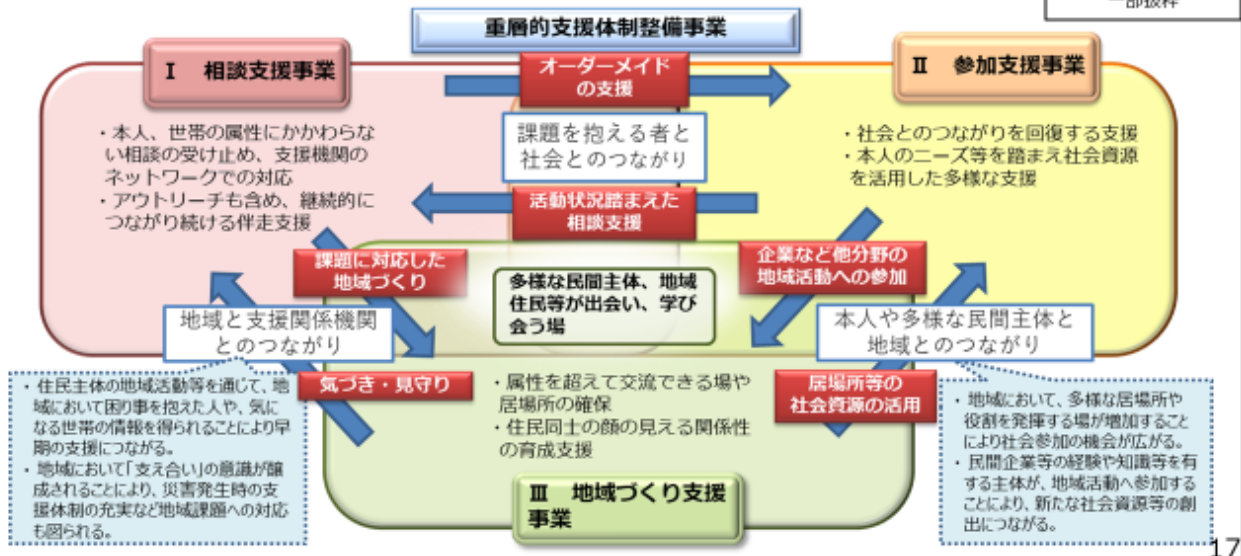 一部抜粋
重層的支援体制整備事業
Ⅰ 相談支援事業
オーダーメイド
の支援
Ⅱ 参加支援事業
・本人、世帯の属性にかかわらな
い相談の受け止め、支援機関の
ネットワークでの対応
・アウトリーチも含め、継続的に
つながり続ける伴走支援
課題を抱える者と
社会とのつながり
・社会とのつながりを回復する支援
・本人のニーズ等を踏まえ社会資源
を活用した多様な支援
活動状況踏まえた
相談支援
課題に対応した
地域づくり
多様な民間主体、地域
住民等が出会い、学び
会う場
企業など他分野の
地域活動への参加
地域と支援関係機関
とのつながり
本人や多様な民間主体と
地域とのつながり
気づき・見守り
・属性を超えて交流できる場や
居場所の確保
・住民同士の顔の見える関係性
の育成支援
居場所等の
社会資源の活用
・住民主体の地域活動等を通じて、地
域において困り事を抱えた人や、気に
なる世帯の情報を得られることにより早
期の支援につながる。
・地域において「支え合い」の意識が醸
成されることにより、災害発生時の支
援体制の充実など地域課題への対応
も図られる。
・地域において、多様な居場所や
役割を発揮する場が増加すること
により社会参加の機会が広がる。
・民間企業等の経験や知識等を有
する主体が、地域活動へ参加する
ことにより、新たな社会資源等の創
出につながる。
Ⅲ 地域づくり支援
事業
17